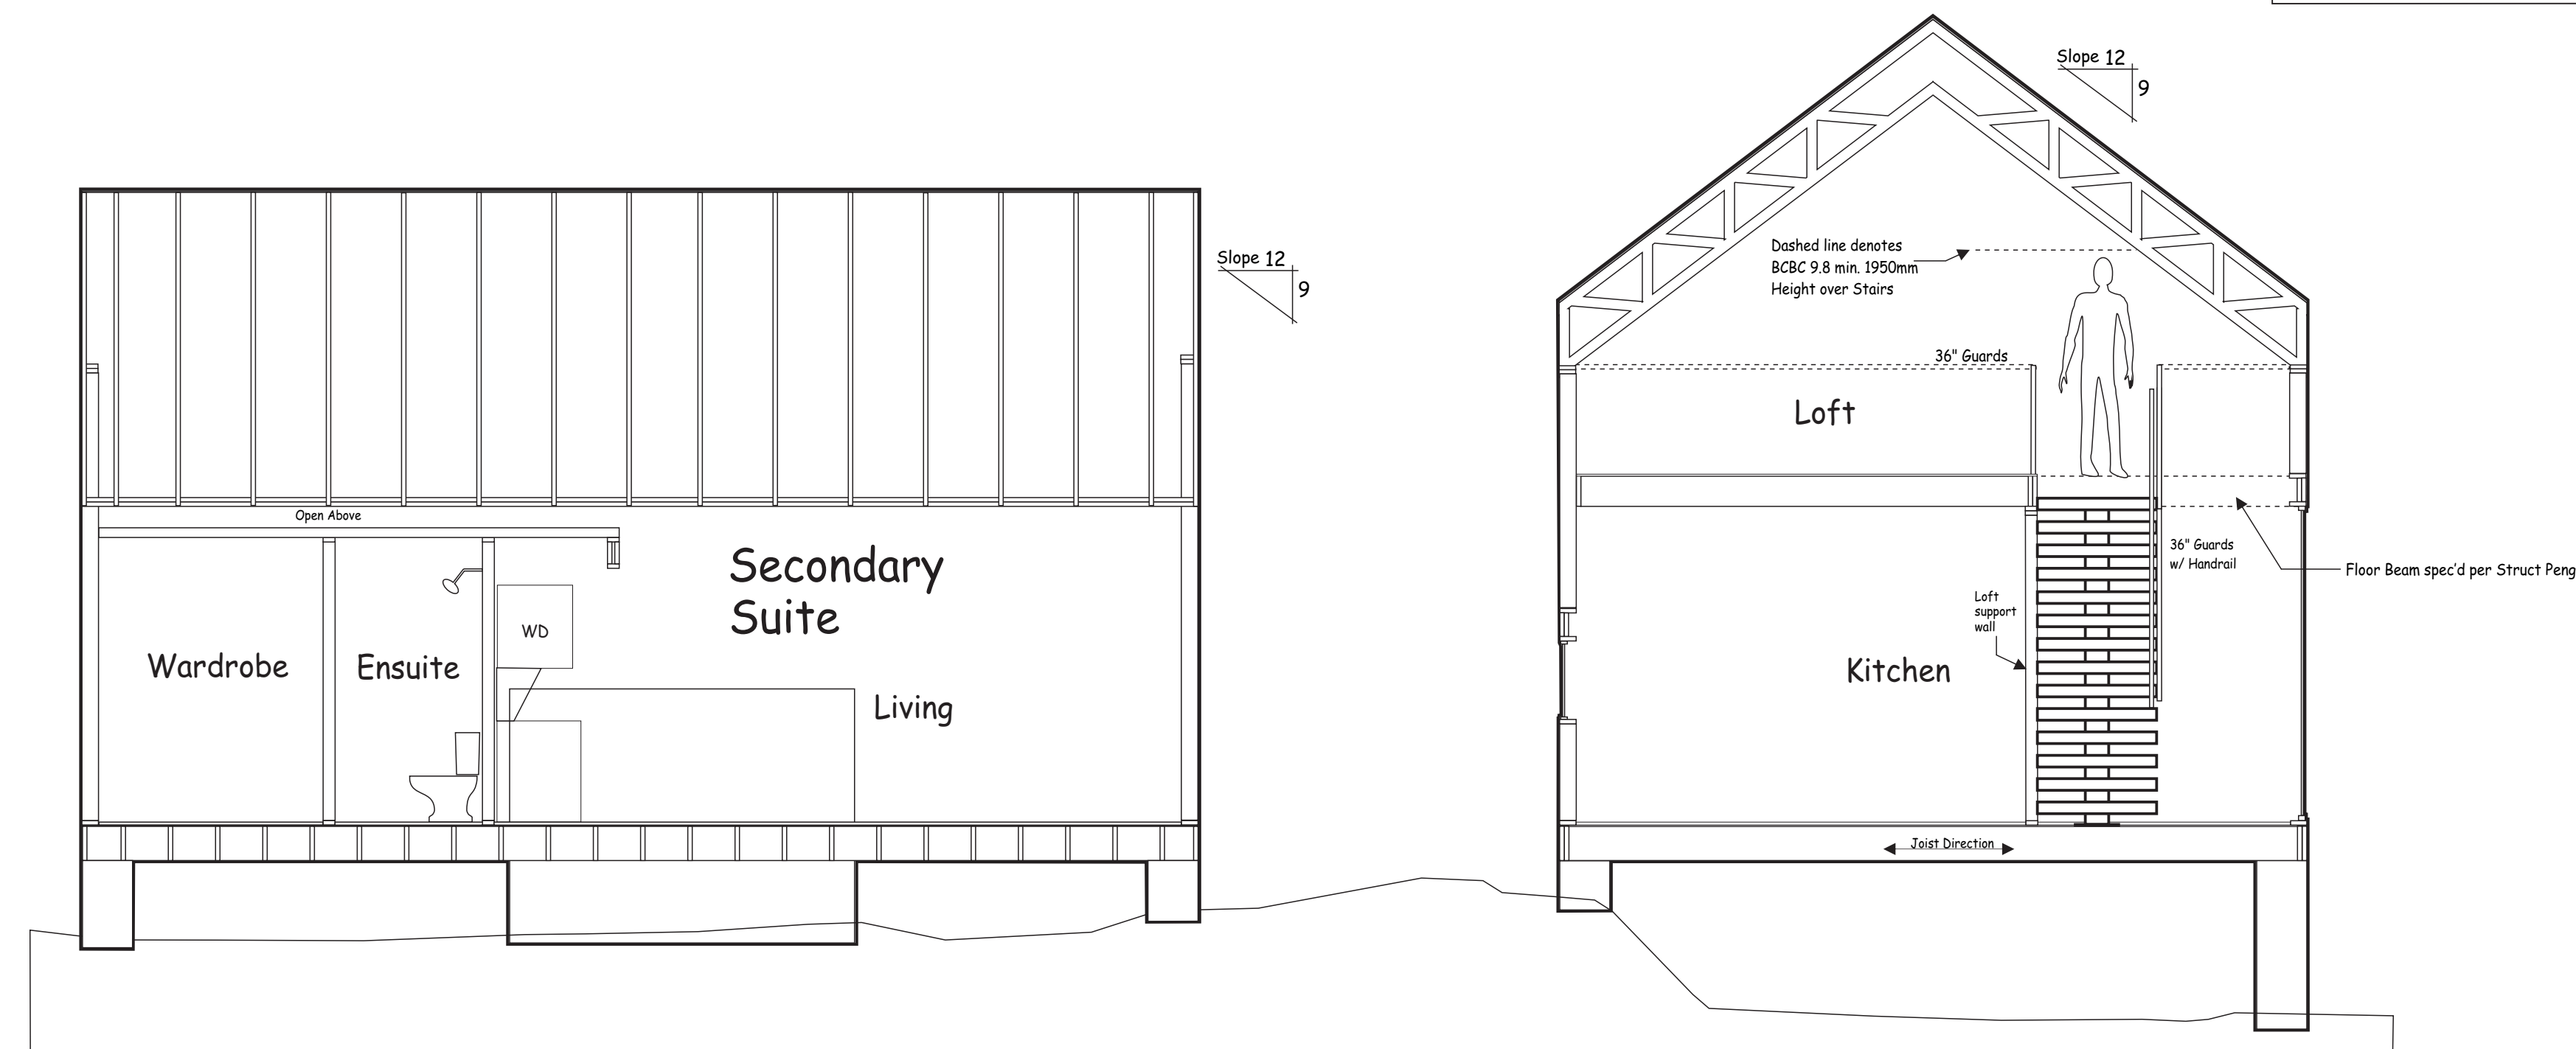 Slope 12
9
Open Above
Secondary
Suite
WD
Wardrobe
Ensuite
Living
Slope 12
9
Dashed line denotes
BCBC 9.8 min. 1950mm
Height over Stairs
36" Guards
Loft
36" Guards
w/ Handrail
Floor Beam spec'd per Struct Peng
Loft
support
wall
Kitchen
Joist Direction